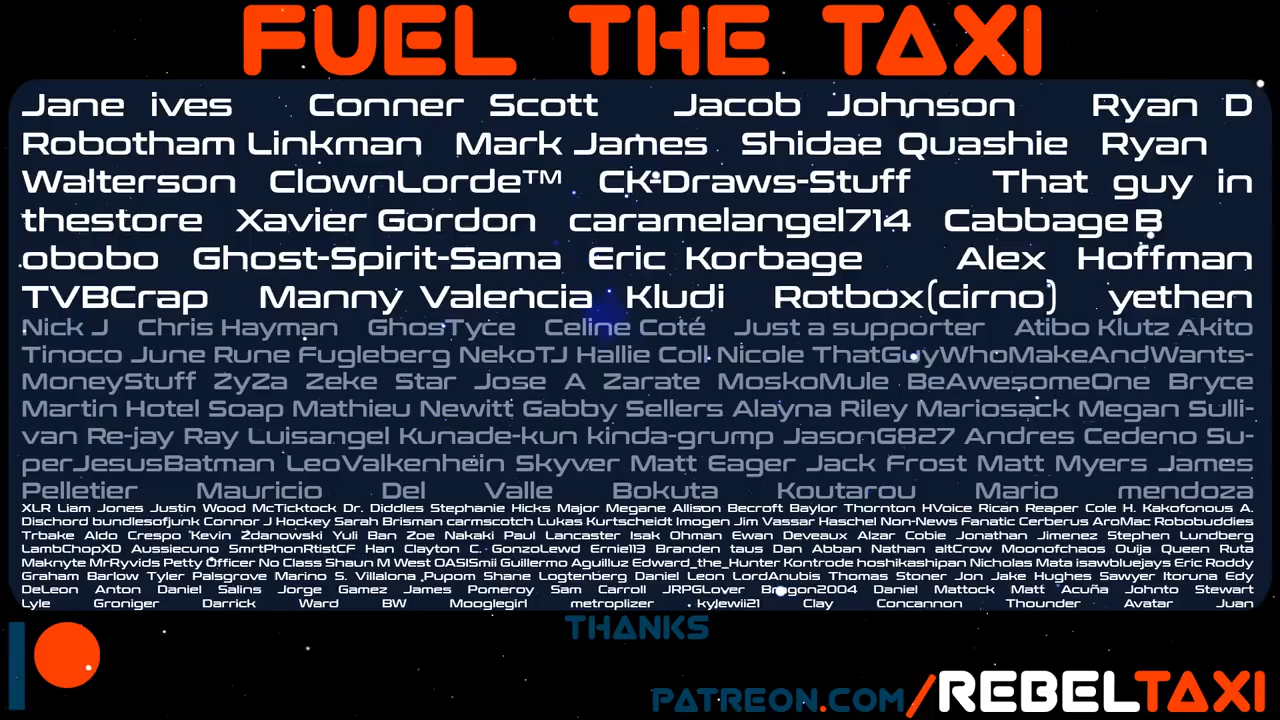 FUEL THE TAXI
Jane ives Conner Scott Jacob Johnson Ryan D
Robotham Linkman Mark James Shidae Quashie Ryan
Walterson ClownLorde™ CK-Draws-Stuff That guy in
thestore Xavier Gordon caramelangel714 Cabbage B
obobo Ghost-Spirit-Sama Eric Korbage Alex Hoffman
TVBCrap Manny Valencia Kludi Rotbox(cirno) yethen
Nick J Chris Hayman GhosTyce Celine Coté Just a supporter Atibo Klutz Akito
Tinoco June Rune Fugleberg NekoTJ Hallie Coll Nicole ThatGuyWhoMakeAndWants-
MoneyStuff ZyZa Zeke Star Jose A Zarate MoskoMule BeAwesomeOne Bryce
Martin Hotel Soap Mathieu Newitt Gabby Sellers Alayna Riley Mariosack Megan Sulli-
van Re-jay Ray Luisangel Kunade-kun kinda-grump JasonG827 Andres Cedeno Su-
perJesusBatman LeoValkenhein Skyver Matt Eager Jack Frost Matt Myers James
Pelletier Mauricio Del Valle Bokuta Koutarou Mario mendoza
XLR Liam Jones Justin Wood McTicktock Dr. Diddles Stephanie Hicks Major Megane Allison Becroft Baylor Thornton HVoice Rican Reaper Cole H. Kakofonous A.
Dischord bundlesofjunk Connor J Hockey Sarah Brisman carmscotch Lukas Kurtscheidt Imogen Jim Vassar Haschel Non-News Fanatic Cerberus AroMac Robobuddies
Trbake Aldo Crespo Kevin Zdanowski Yuli Ban Zoe Nakaki Paul Lancaster Isak Ohman Ewan Deveaux Alzar Cobie Jonathan Jimenez Stephen Lundberg
LambChopXD Aussiecuno SmrtPhonRtistCF Han Clayton C. GonzoLewd Ernie113 Branden taus Dan Abban Nathan altCrow Moonofchaos Ouija Queen Ruta
Maknyte MrRyvids Petty Officer No Class Shaun M West OASISmii Guillermo Aguilluz Edward_the_Hunter Kontrode hoshikashipan Nicholas Mata isawbluejays Eric Roddy
Graham Barlow Tyler Palsgrove Marino S. Villalona Pupom Shane Logtenberg Daniel Leon LordAnubis Thomas Stoner Jon Jake Hughes Sawyer Itoruna Edy
DeLeon Anton Daniel Salins Jorge Gamez James Pomeroy Sam Carroll JRPGLover Bragon2004 Daniel Mattock Matt Acuña Johnto Stewart
Lyle Groniger Darrick Ward BW Mooglegirl metroplizer kyjewii21 Clay Concannon Thounder Avatar Juan
THANKS
PATREON.COM/REBELTAXI